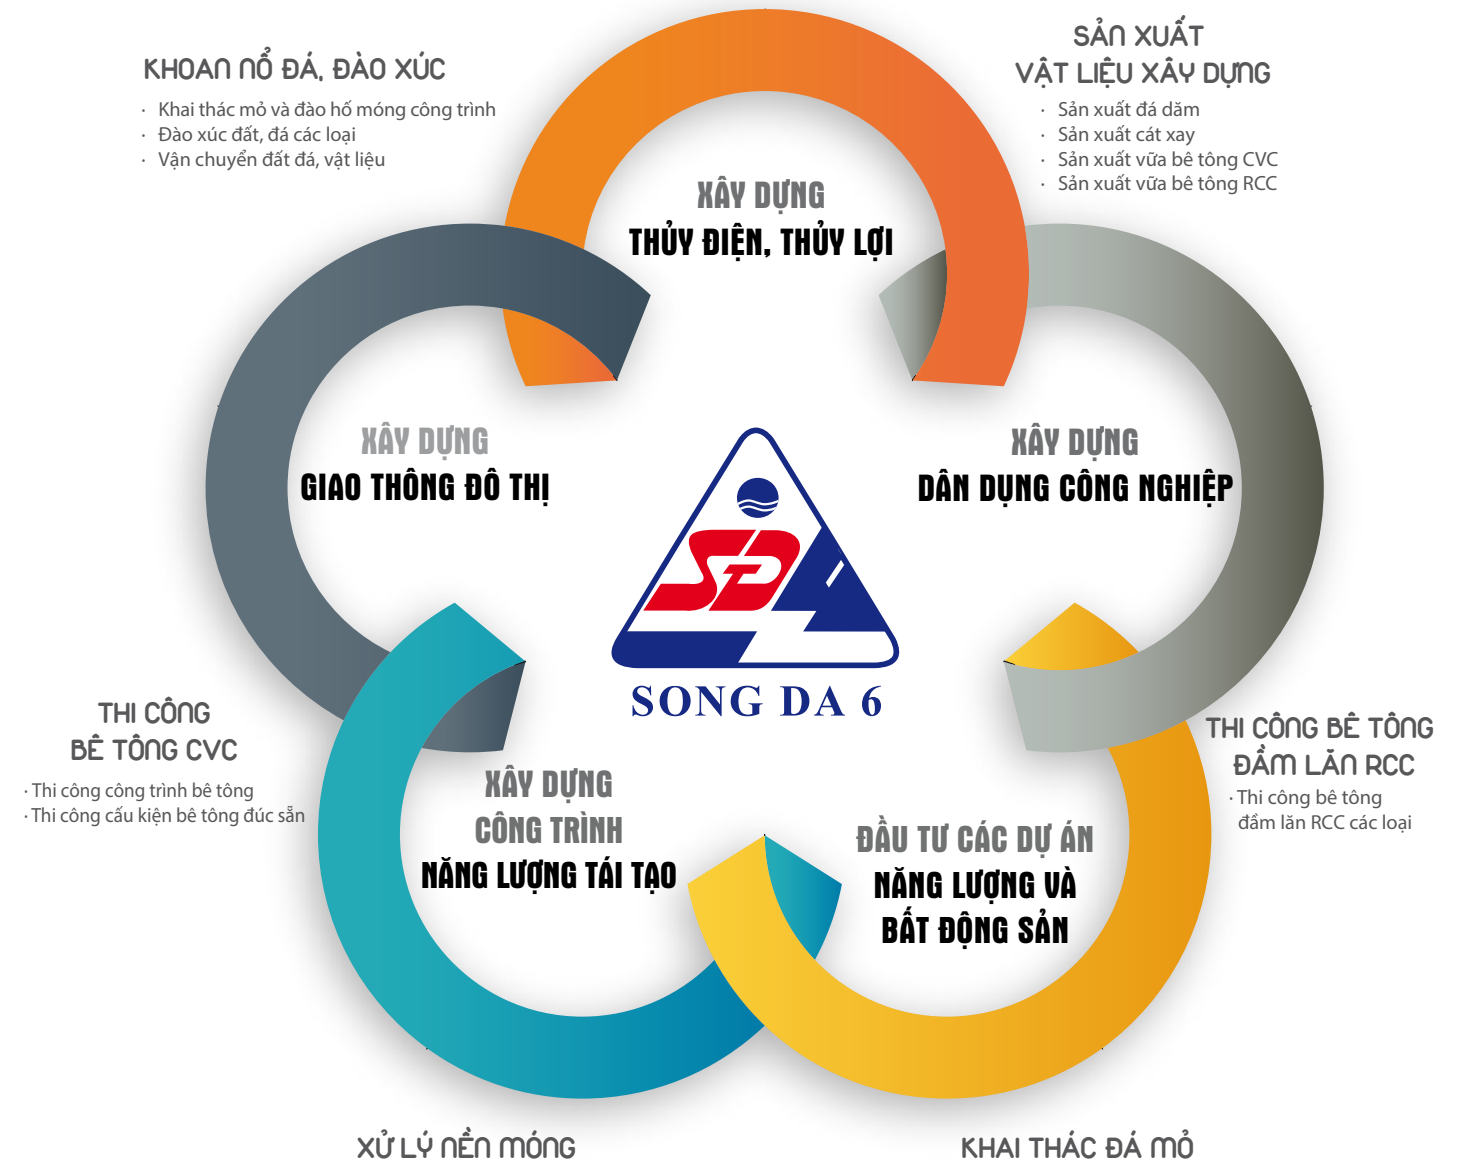 KHOAN NỔ ĐÁ, ĐÀO XÚC
· Khai thác mỏ và đào hố móng công trình
· Đào xúc đất, đá các loại
· Vận chuyển đất đá, vật liệu
SẢN XUẤT
VẬT LIỆU XÂY DỰNG
· Sản xuất đá dăm
· Sản xuất cát xay
· Sản xuất vữa bê tông CVC
· Sản xuất vữa bê tông RCC
XÂY DỰNG
THỦY ĐIỆN, THỦY LỢI
XÂY DỰNG
GIAO THÔNG ĐÔ THỊ
XÂY DỰNG
DÂN DỤNG CÔNG NGHIỆP
SD
SONG DA 6
THI CÔNG
BÊ TÔNG CVC
· Thi công công trình bê tông
· Thi công cấu kiện bê tông đúc sẵn
XÂY DỰNG
CÔNG TRÌNH
NĂNG LƯỢNG TÁI TẠO
ĐẦU TƯ CÁC DỰ ÁN
NĂNG LƯỢNG VÀ
BẤT ĐỘNG SẢN
THI CÔNG BÊ TÔNG
ĐẦM LĂN RCC
· Thi công bê tông
đầm lăn RCC các loại
XỬ LÝ NỀN MÓNG
KHAI THÁC ĐÁ MỎ